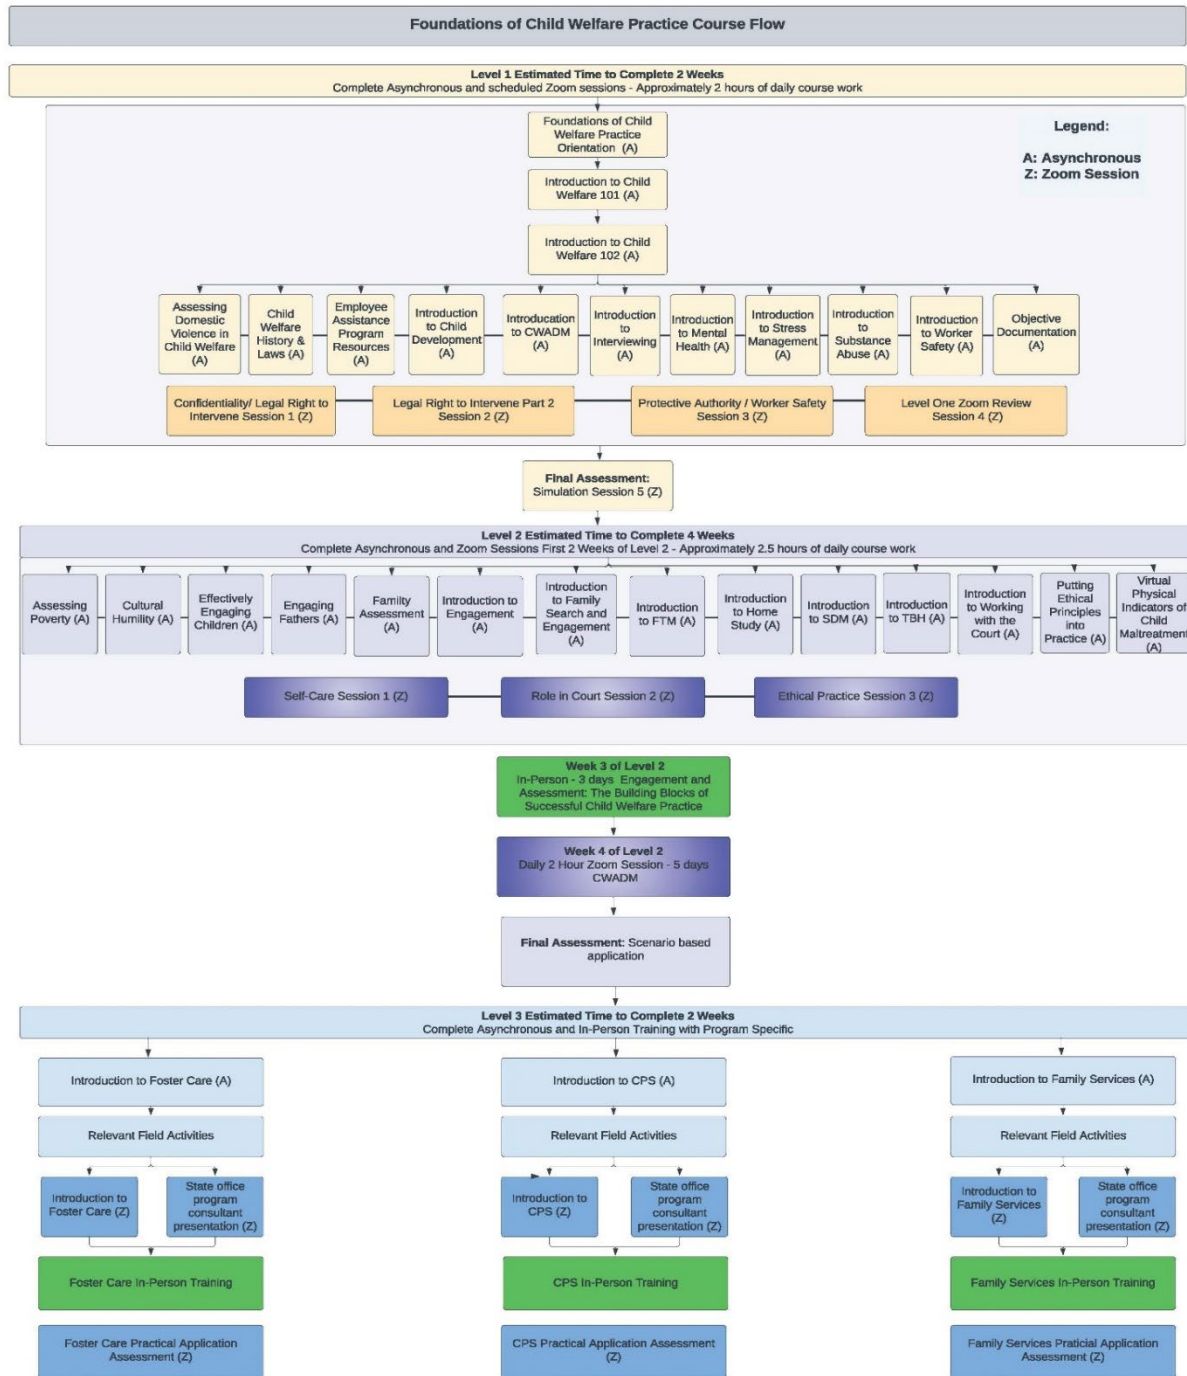 Foundations of Child Welfare Practice Course Flow
Level 1 Estimated Time to Complete 2 Weeks
Complete Asynchronous and scheduled Zoom sessions - Approximately 2 hours of daily course work
Legend:
A: Asynchronous
Z: Zoom Session
Foundations of Child
Welfare Practice
Orientation (A)
Introduction to Child
Welfare 101 (A)
Introduction to Child
Welfare 102 (A)
Assessing
Domestic
Violence in
Child Welfare
(A)
Child
Welfare
History &
Laws (A)
Employee
Assistance
Program
Resources
(A)
Introduction
to Child
Development
(A)
Introducation
to CWADM
(A)
Introduction
to
Interviewing
(A)
Introduction
to Mental
Health (A)
Introduction
to Stress
Management
(A)
Introduction
to
Substance
Abuse (A)
Introduction
to Worker
Safety (A)
Objective
Documentation
(A)
Confidentiality/ Legal Right to
Intervene Session 1 (Z)
Legal Right to Intervene Part 2
Session 2 (Z)
Protective Authority / Worker Safety
Session 3 (Z)
Level One Zoom Review
Session 4 (Z)
Final Assessment:
Simulation Session 5 (Z)
Level 2 Estimated Time to Complete 4 Weeks
Complete Asynchronous and Zoom Sessions First 2 Weeks of Level 2 - Approximately 2.5 hours of daily course work
Assessing
Poverty (A)
Cultural
Humility (A)
Effectively
Engaging
Children (A)
Engaging
Fathers (A)
Familty
Assessment
(A)
Introduction to
Engagement (A)
Introduction
to Family
Search and
Engagement
(A)
Introduction
to FTM (A)
Introduction
to Home
Study (A)
Introduction
to SDM (A)
Introduction
to TBH (A)
Introduction
to Working
with the
Court (A)
Putting
Ethical
Principles
into
Practice (A)
Virtual
Physical
Indicators of
Child
Maltreatment
(A)
Self-Care Session 1 (Z)
Role in Court Session 2 (Z)
Ethical Practice Session 3 (Z)
Week 3 of Level 2
In-Person - 3 days Engagement and
Assessment: The Building Blocks of
Successful Child Welfare Practice
Week 4 of Level 2
Daily 2 Hour Zoom Session - 5 days
CWADM
Final Assessment: Scenario based
application
Level 3 Estimated Time to Complete 2 Weeks
Complete Asynchronous and In-Person Training with Program Specific
Introduction to Foster Care (A)
Relevant Field Activities
Introduction to
Foster Care (Z)
State office
program
consultant
presentation (Z)
Foster Care In-Person Training
Foster Care Practical Application
Assessment (Z)
Introduction to CPS (A)
Relevant Field Activities
Introduction to
CPS (Z)
State office
program
consultant
presentation (Z)
CPS In-Person Training
CPS Practical Application Assessment
(Z)
Introduction to Family Services (A)
Relevant Field Activities
Introduction to
Family Services
(Z)
State office
program
consultant
presentation (Z)
Family Services In-Person Training
Family Services Praticial Application
Assessment (Z)